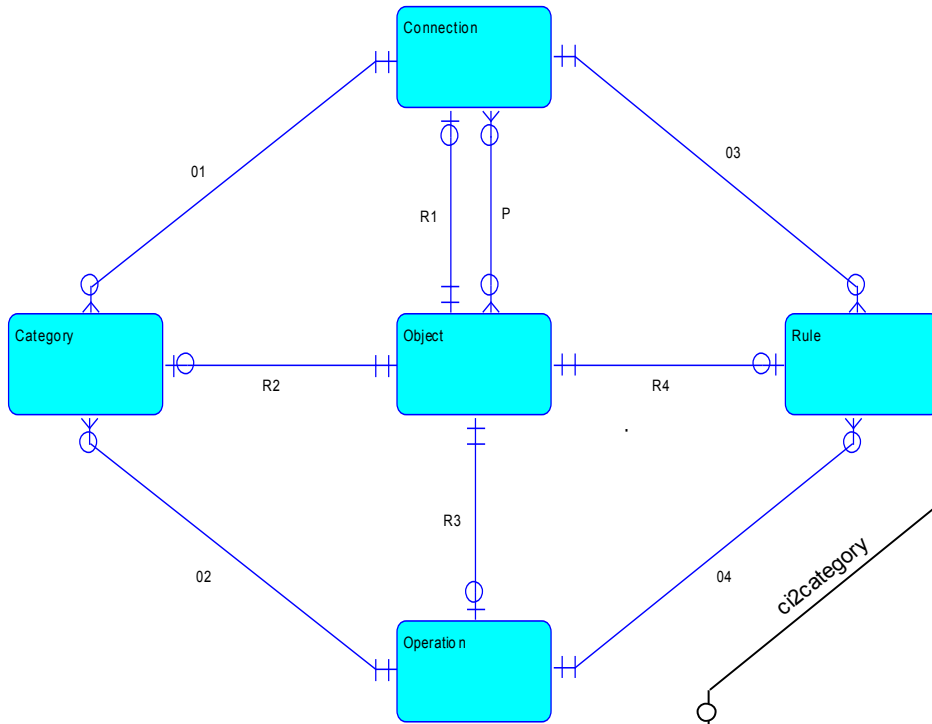 Connection
01
03
R1
P
Category
Object
Rule
R2
R4
R3
02
04
ci2category
Operation